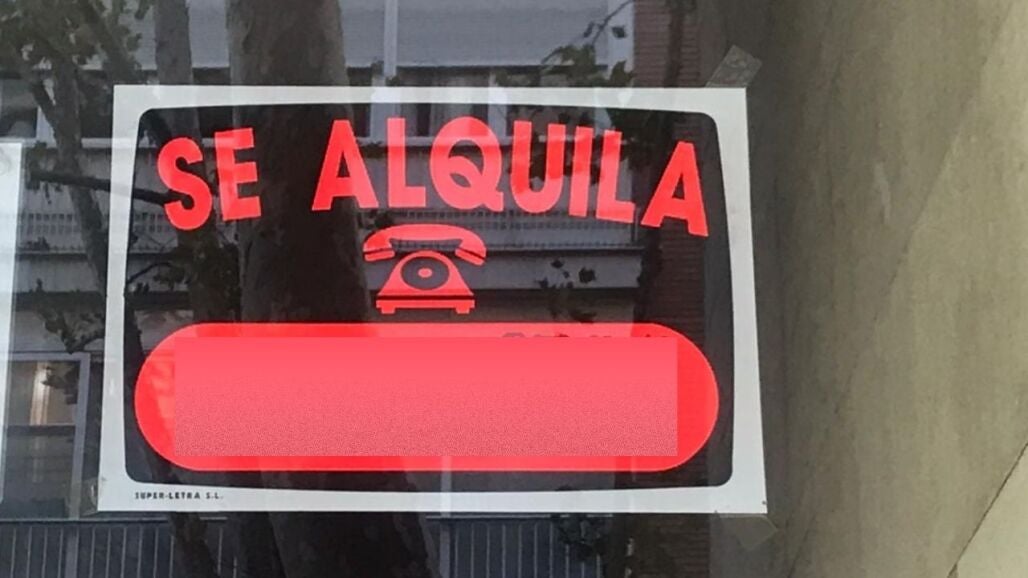 SE ALQUILA
SUPER-LETRA S.L.